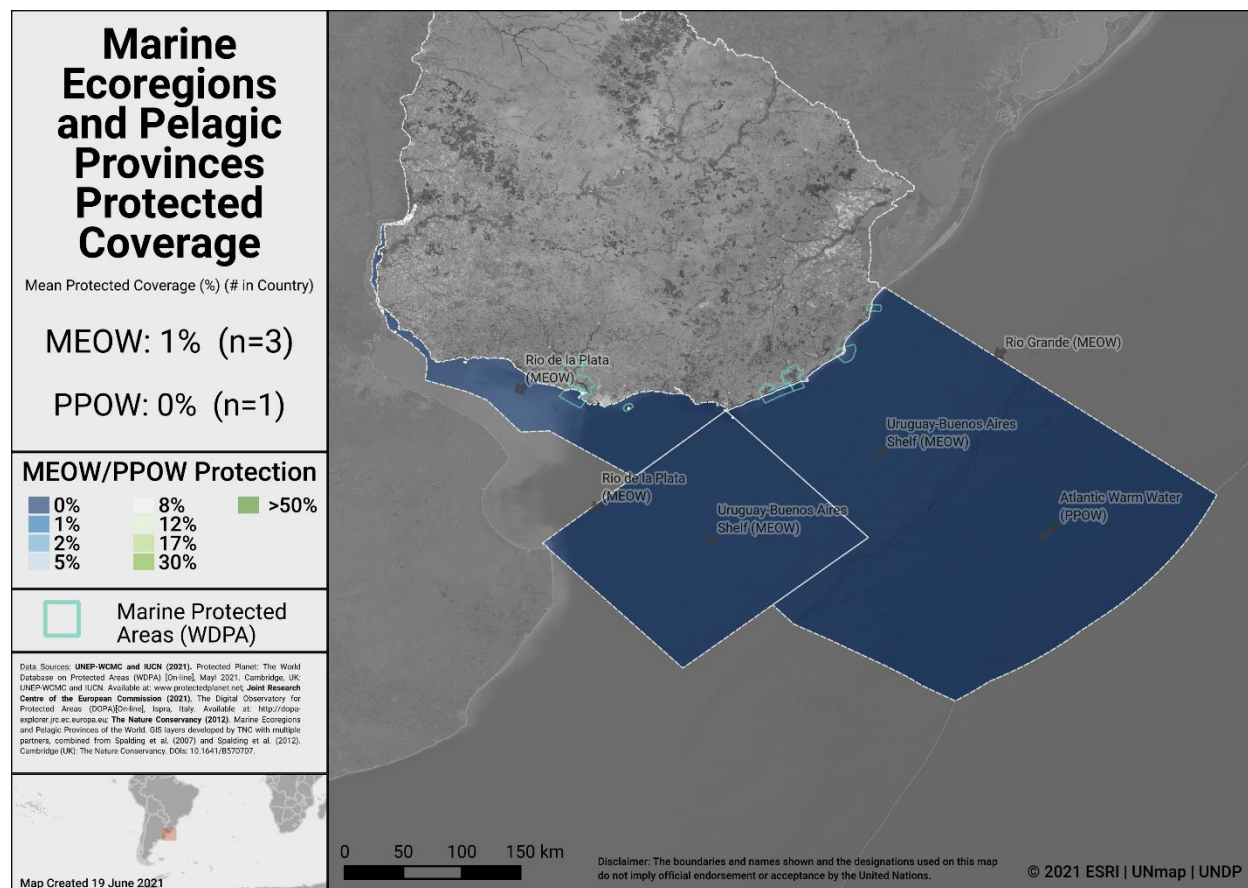 Marine
Ecoregions
and Pelagic
Provinces
Protected
Coverage
Mean Protected Coverage (%) (# in Country)
MEOW: 1% (n=3)
PPOW: 0% (n=1)
MEOW/PPOW Protection
0%
1%
2%
5%
8%
12%
17%
30%
>50%
Marine Protected
Areas (WDPA)
Data Sources: UNEP-WCMC and IUCN (2021). Protected Planet: The World
Database on Protected Areas (WDPA) [On-line], Mayl 2021. Cambridge, UK:
UNEP-WCMC and IUCN. Available at: www.protectedplanet.net; Joint Research
Centre of the European Commission (2021), The Digital Observatory for
Protected Areas (DOPA)[On-line], Ispra, Italy. Available at: http://dopa-
explorer.jrc.ec.europa.eu; The Nature Conservancy (2012). Marine Ecoregions
and Pelagic Provinces of the World. GIS layers developed by TNC with multiple
partners, combined from Spalding et al. (2007) and Spalding et al. (2012).
Cambridge (UK): The Nature Conservancy. DOIs: 10.1641/B570707.
Map Created 19 June 2021
Rio de la Plata
(MEOW)
Rio Grande (MEOW)
Uruguay-Buenos Aires
Shelf (MEOW)
Rio de la Plata
(MEOW)
Uruguay-Buenos Aires
Shelf (MEOW)
Atlantic Warm Water
(PPOW)
0 50 100 150 km
Disclaimer: The boundaries and names shown and the designations used on this map
do not imply official endorsement or acceptance by the United Nations.
© 2021 ESRI | UNmap | UNDP